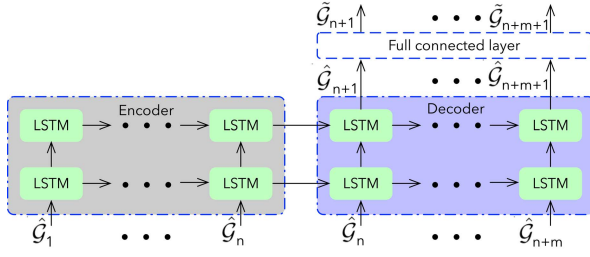 G̃n+1 • • • G̃n+m+1
Full connected layer
Ĝn+1 • • • Ĝn+m+1
Encoder Decoder
LSTM • • • LSTM LSTM • • • LSTM
LSTM • • • LSTM LSTM • • • LSTM
Ĝ1 • • • Ĝn Ĝn • • • Ĝn+m